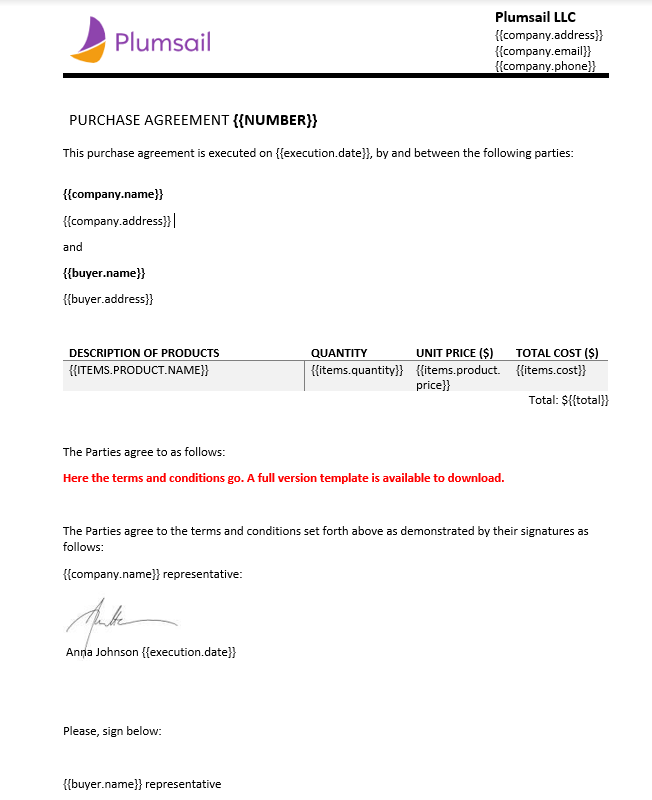 Plumsail
Plumsail LLC
{{company.address}}
{{company.email}}
{{company.phone}}
PURCHASE AGREEMENT {{NUMBER}}
This purchase agreement is executed on {{execution.date}}, by and between the following parties:
{{company.name}}
{{company.address}}
and
{{buyer.name}}
{{buyer.address}}
DESCRIPTION OF PRODUCTS QUANTITY UNIT PRICE ($) TOTAL COST ($)
{{ITEMS.PRODUCT.NAME}} {{items.quantity}} {{items.product. {{items.cost}}
price}}
Total: ${{total}}
The Parties agree to as follows:
Here the terms and conditions go. A full version template is available to download.
The Parties agree to the terms and conditions set forth above as demonstrated by their signatures as
follows:
{{company.name}} representative:
Anna Johnson {{execution.date}}
Please, sign below:
{{buyer.name}} representative